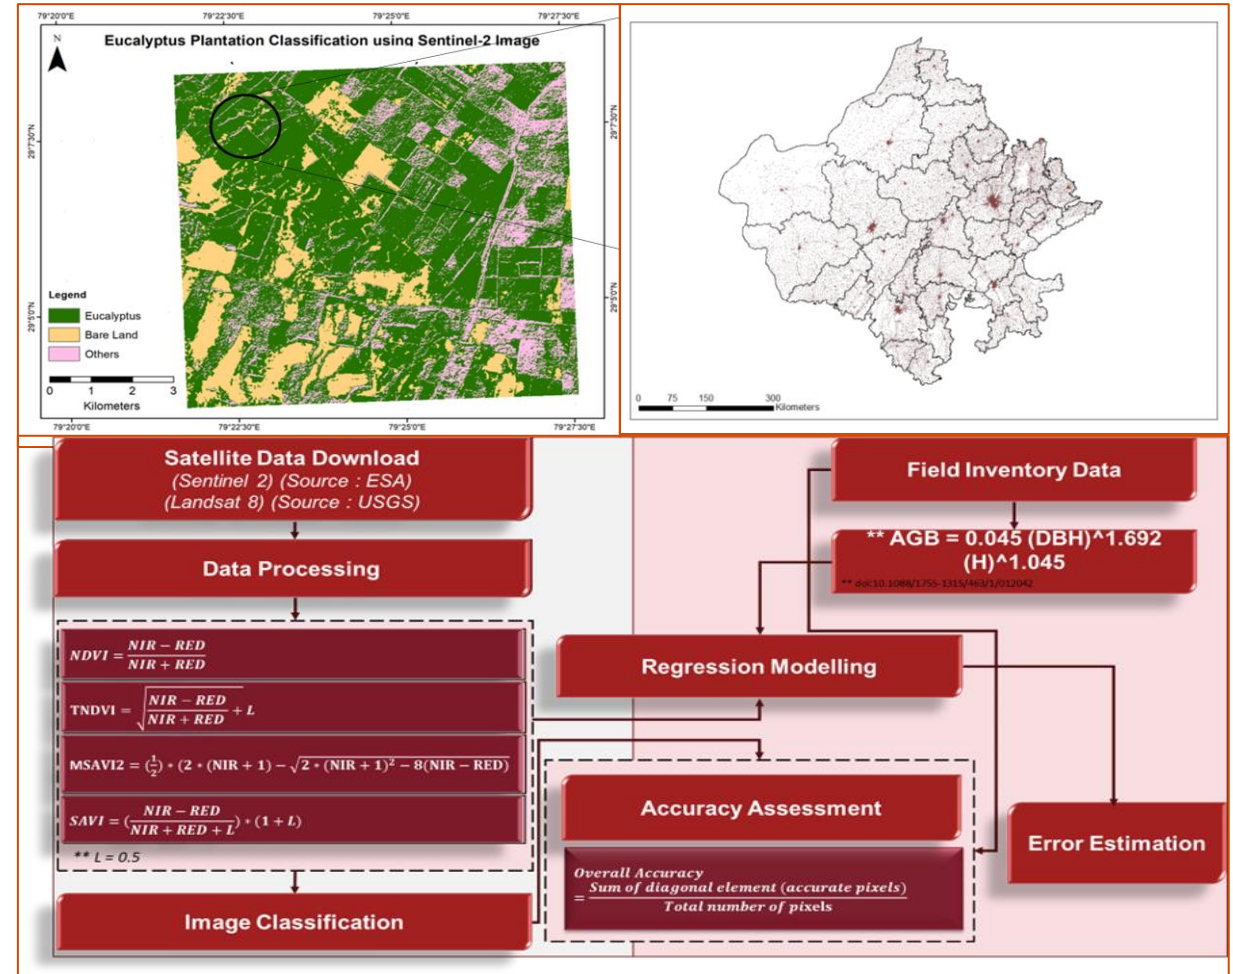 79°20'0"E 79°22'30"E 79°25'0"E 79°27'30"E
N
Eucalyptus Plantation Classification using Sentinel-2 Image
29°7'30"N
29°7'30"N
29°5'0"N
29°5'0"N
Legend
Eucalyptus
Bare Land
Others
0 1 2 3
Kilometers
79°20'0"E 79°22'30"E 79°25'0"E 79°27'30"E
0 75 150 300
Kilometers
Satellite Data Download
(Sentinel 2) (Source : ESA)
(Landsat 8) (Source : USGS)
Data Processing
NDVI = (NIR − RED)/(NIR + RED)
TNDVI = √((NIR − RED)/(NIR + RED) + L)
MSAVI2 = (1/2) * (2 * (NIR + 1) − √(2 * (NIR + 1)² − 8(NIR − RED)))
SAVI = ((NIR − RED)/(NIR + RED + L)) * (1 + L)
** L = 0.5
Image Classification
Field Inventory Data
** AGB = 0.045 (DBH)^1.692
(H)^1.045
** doi:10.1088/1755-1315/463/1/012042
Regression Modelling
Accuracy Assessment
Overall Accuracy
= Sum of diagonal element (accurate pixels)
Total number of pixels
Error Estimation